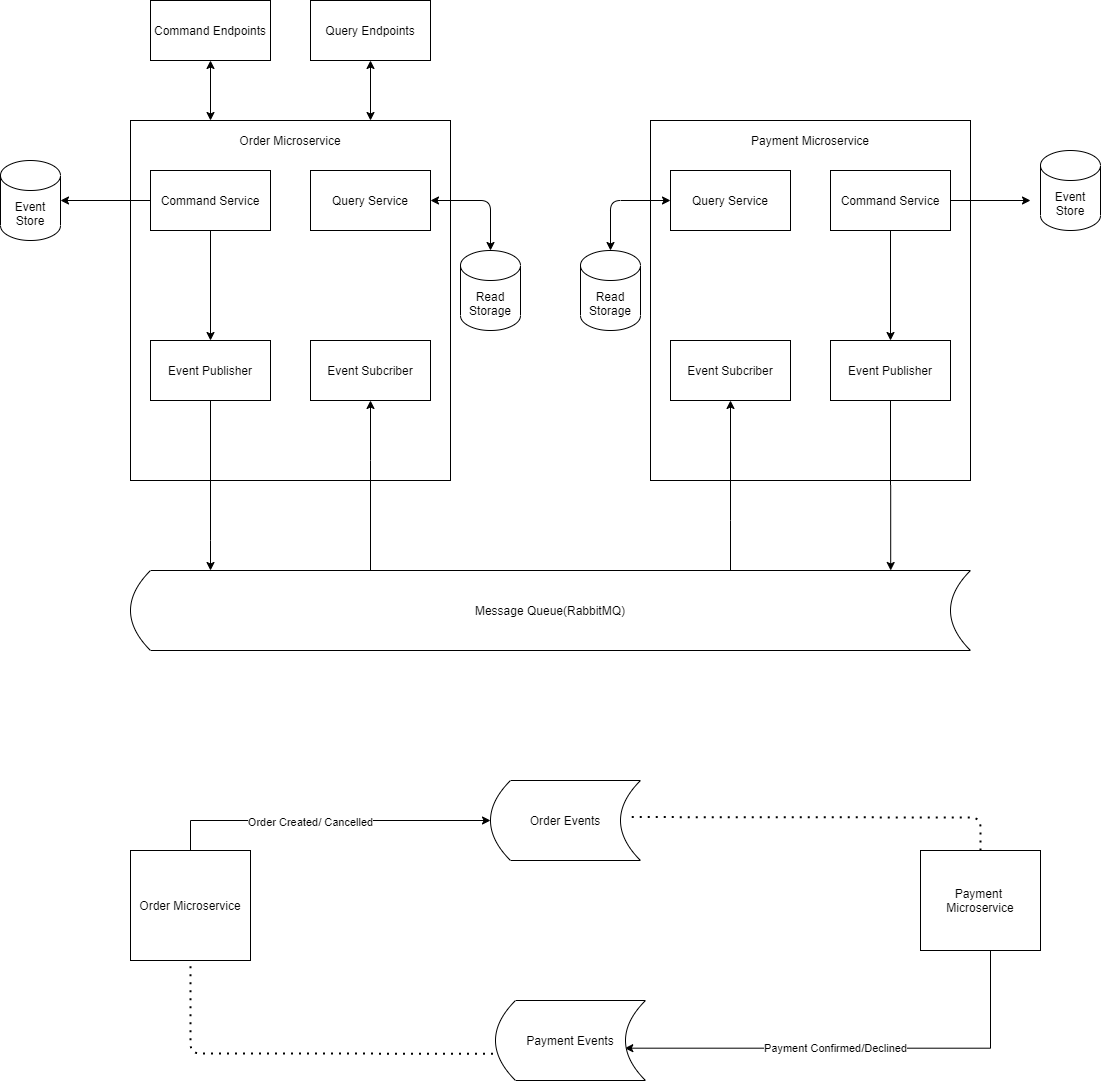 Command Endpoints
Query Endpoints
Order Microservice
Payment Microservice
Event
Store
Command Service
Query Service
Query Service
Command Service
Event
Store
Read
Storage
Read
Storage
Event Publisher
Event Subcriber
Event Subcriber
Event Publisher
Message Queue(RabbitMQ)
Order Created/ Cancelled
Order Events
Order Microservice
Payment
Microservice
Payment Events
Payment Confirmed/Declined